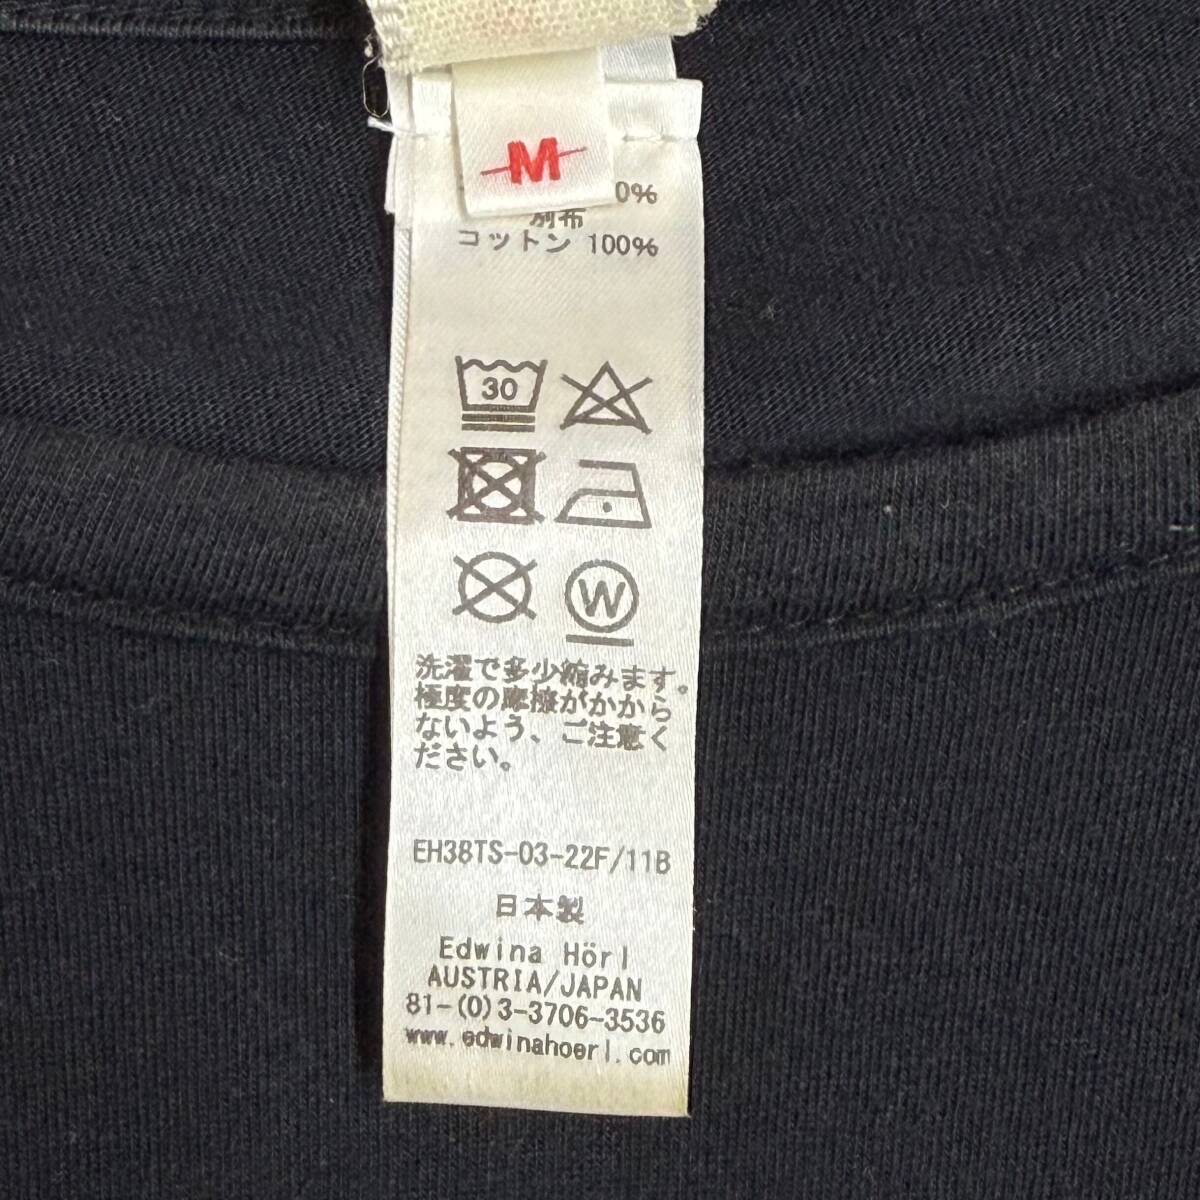 M
0%
別布
コットン 100%
30
W
洗濯で多少縮みます。
極度の摩擦がかから
ないよう、ご注意く
ださい。
EH38TS-03-22F/11B
日本製
Edwina Hörl
AUSTRIA/JAPAN
81-(0)3-3706-3536
www.edwinahoerl.com